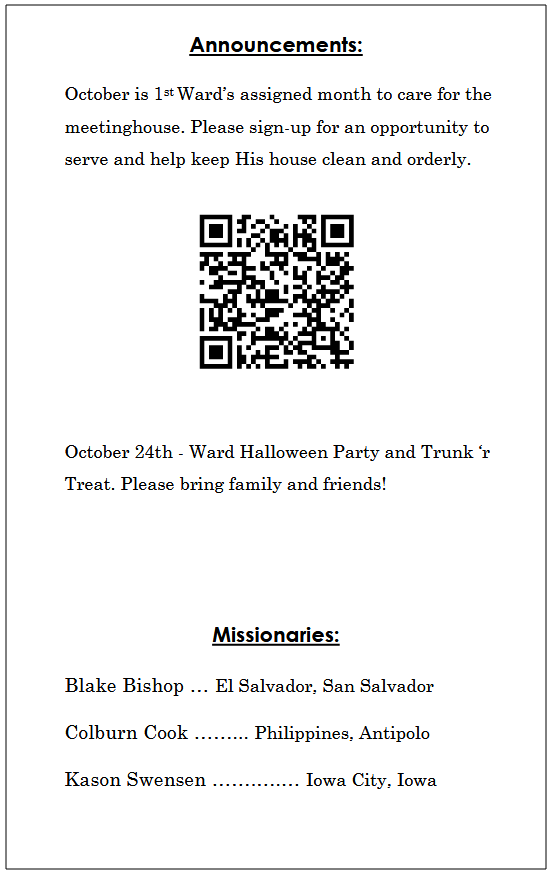 Announcements:
October is 1st Ward’s assigned month to care for the
meetinghouse. Please sign-up for an opportunity to
serve and help keep His house clean and orderly.
October 24th - Ward Halloween Party and Trunk ‘r
Treat. Please bring family and friends!
Missionaries:
Blake Bishop … El Salvador, San Salvador
Colburn Cook ……... Philippines, Antipolo
Kason Swensen ………..… Iowa City, Iowa